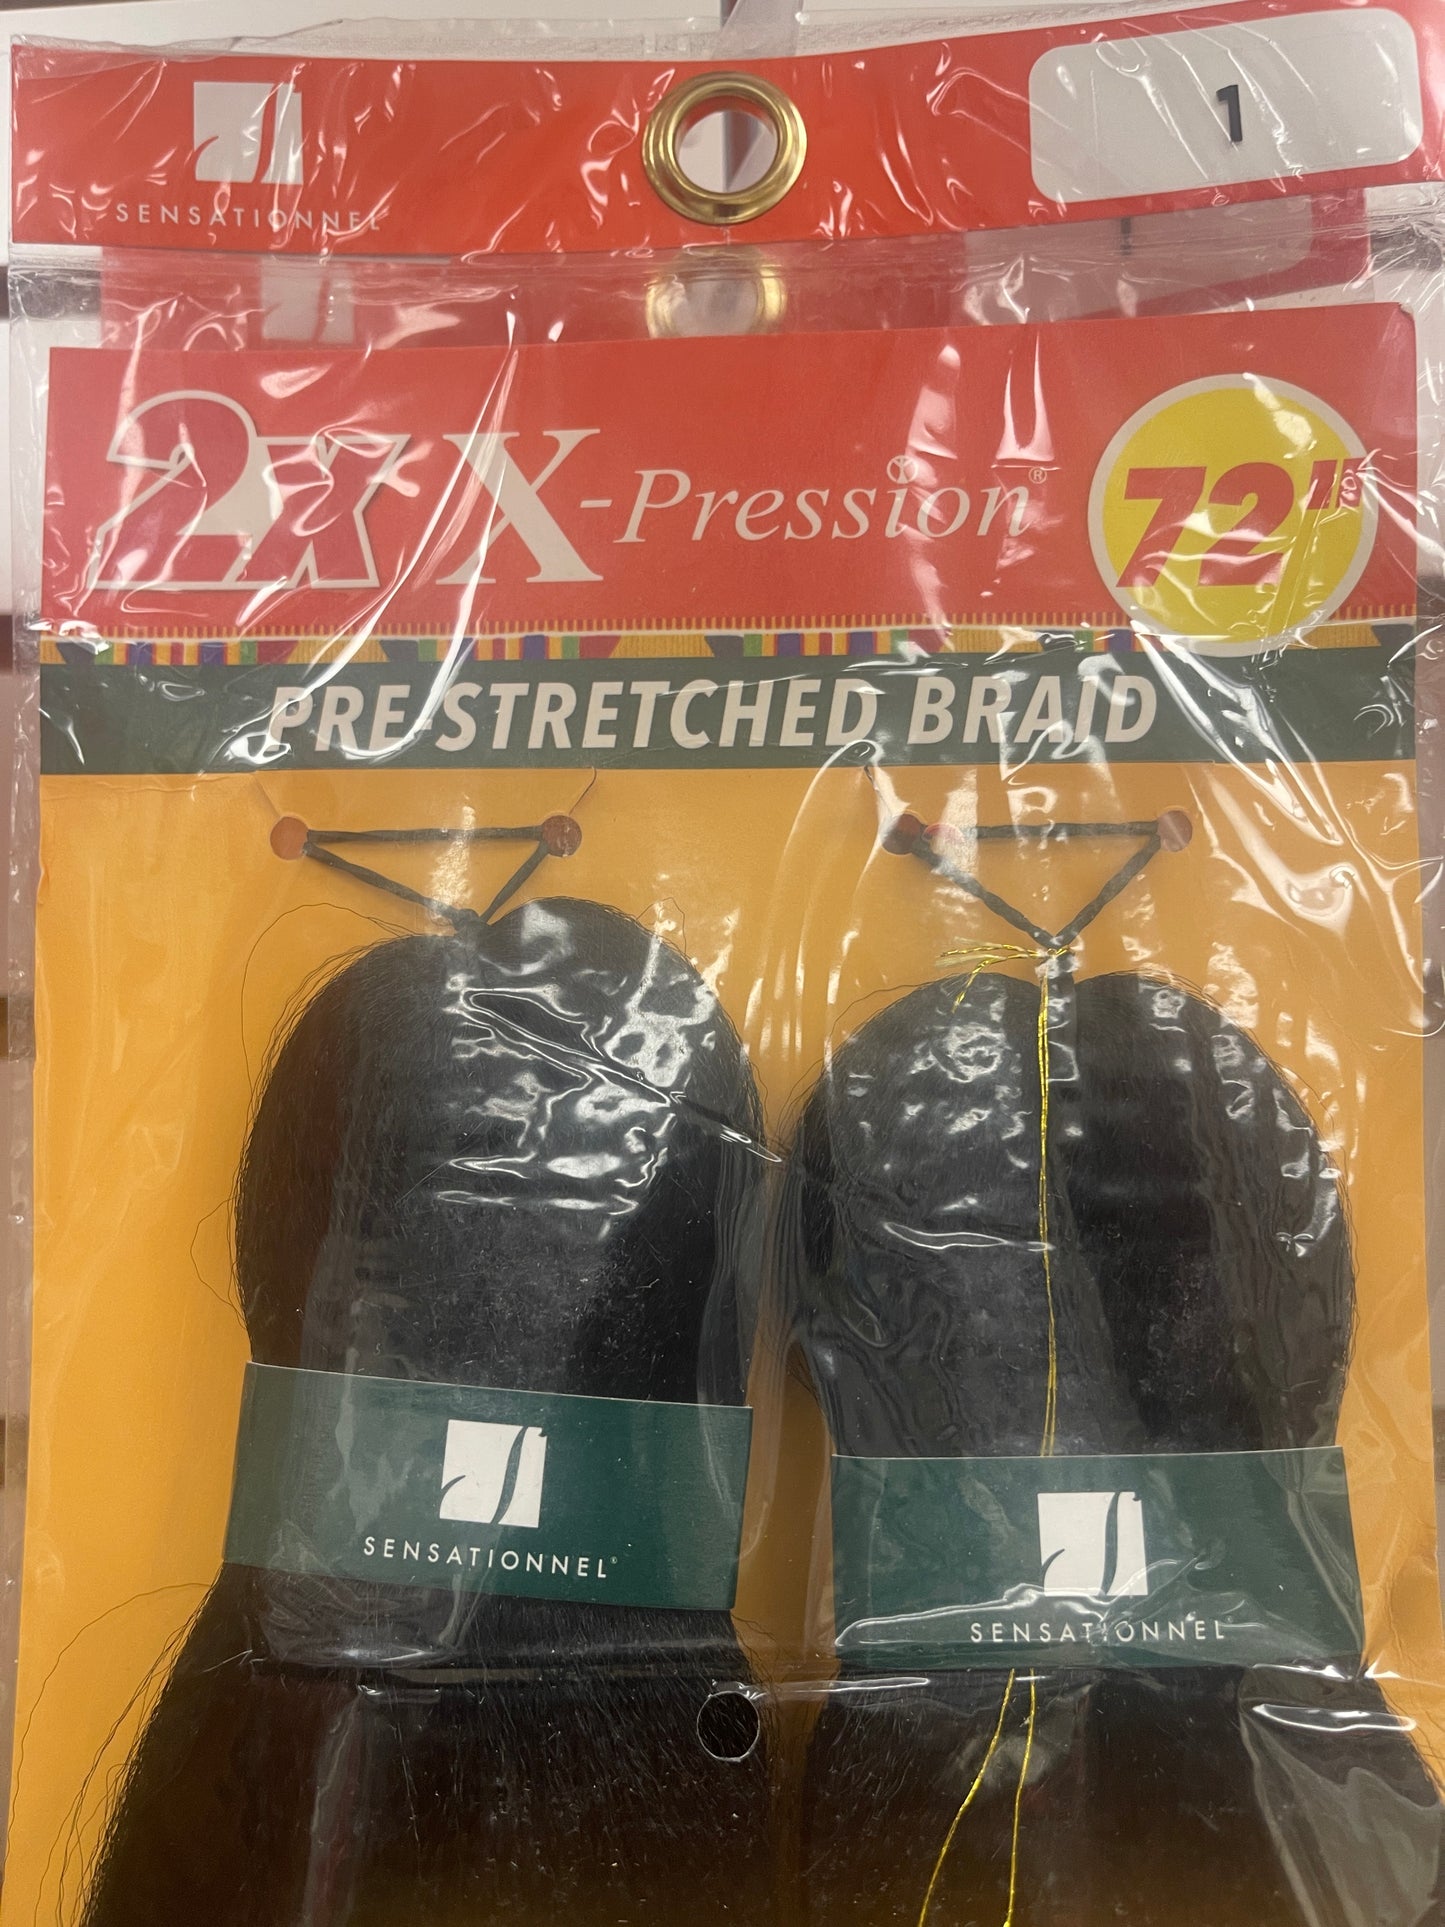 SENSATIONNEL
1
2x X-Pression® 72"
PRE-STRETCHED BRAID
SENSATIONNEL®
SENSATIONNEL